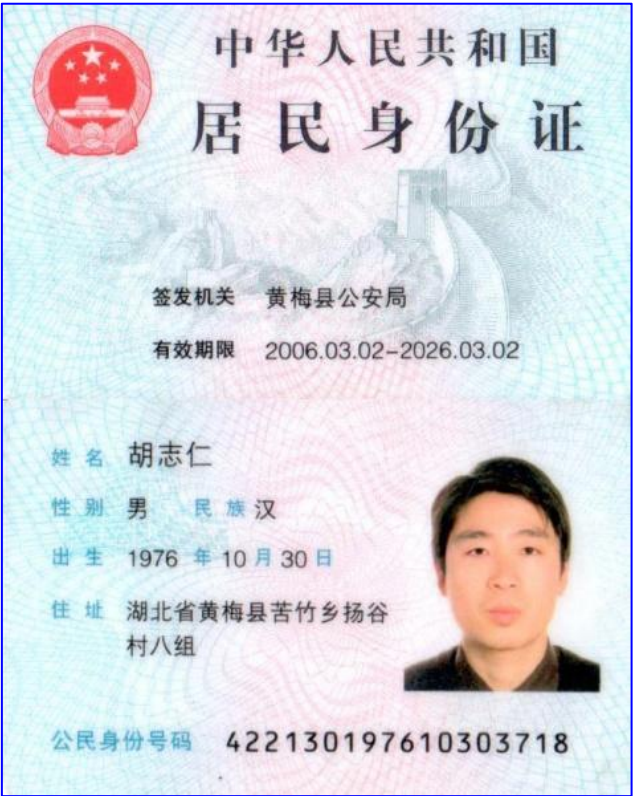 中华人民共和国
居民身份证
签发机关 黄梅县公安局
有效期限 2006.03.02-2026.03.02
姓名 胡志仁
性别 男 民族 汉
出生 1976 年 10 月 30 日
住址 湖北省黄梅县苦竹乡扬谷
村八组
公民身份号码 422130197610303718